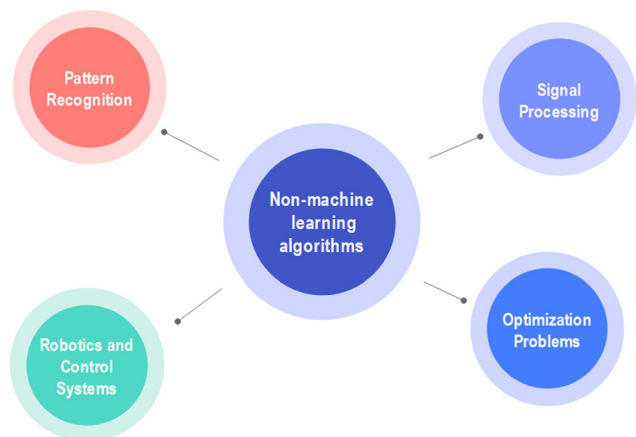 Pattern
Recognition
Signal
Processing
Non-machine
learning
algorithms
Robotics and
Control
Systems
Optimization
Problems